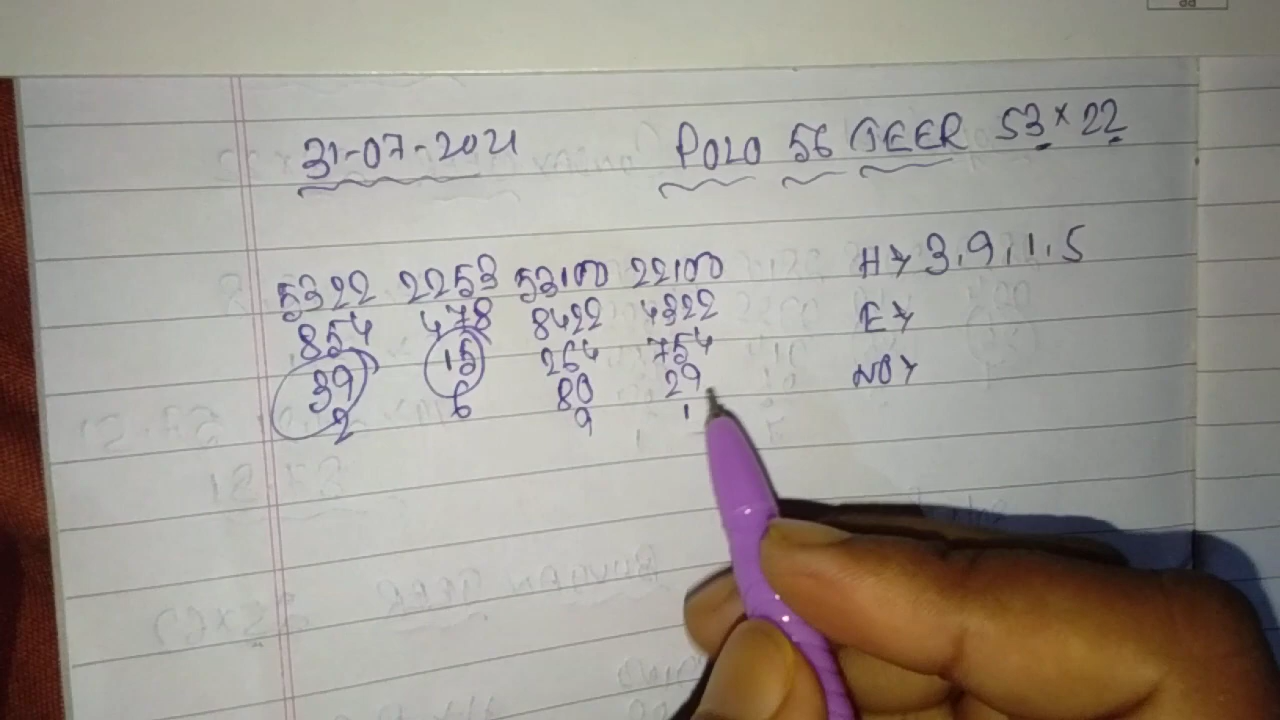 31-07-2021 POLO 56 TEER 53 x 22
5322 2253 53100 22100 H> 3.9.1.5
854 478 8422 4322 E>
39 15 264 754 NB>
2 6 80 29
9 1